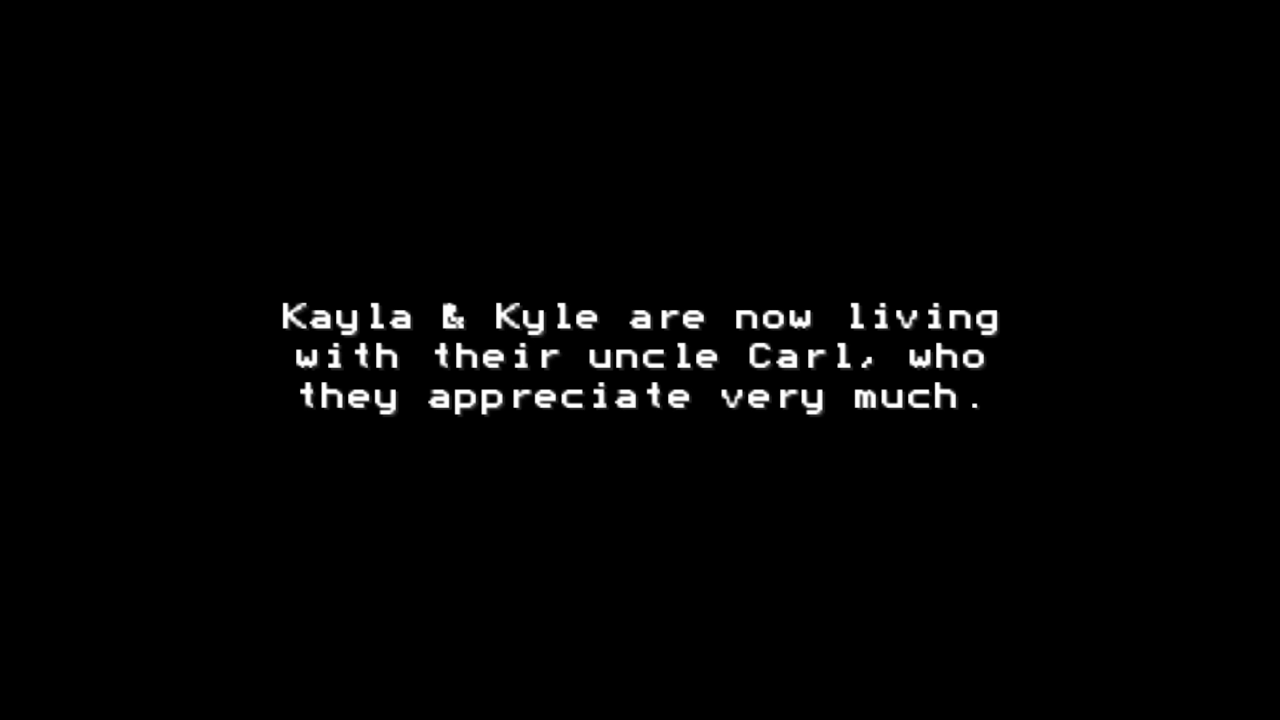 Kayla & Kyle are now living
with their uncle Carl, who
they appreciate very much.